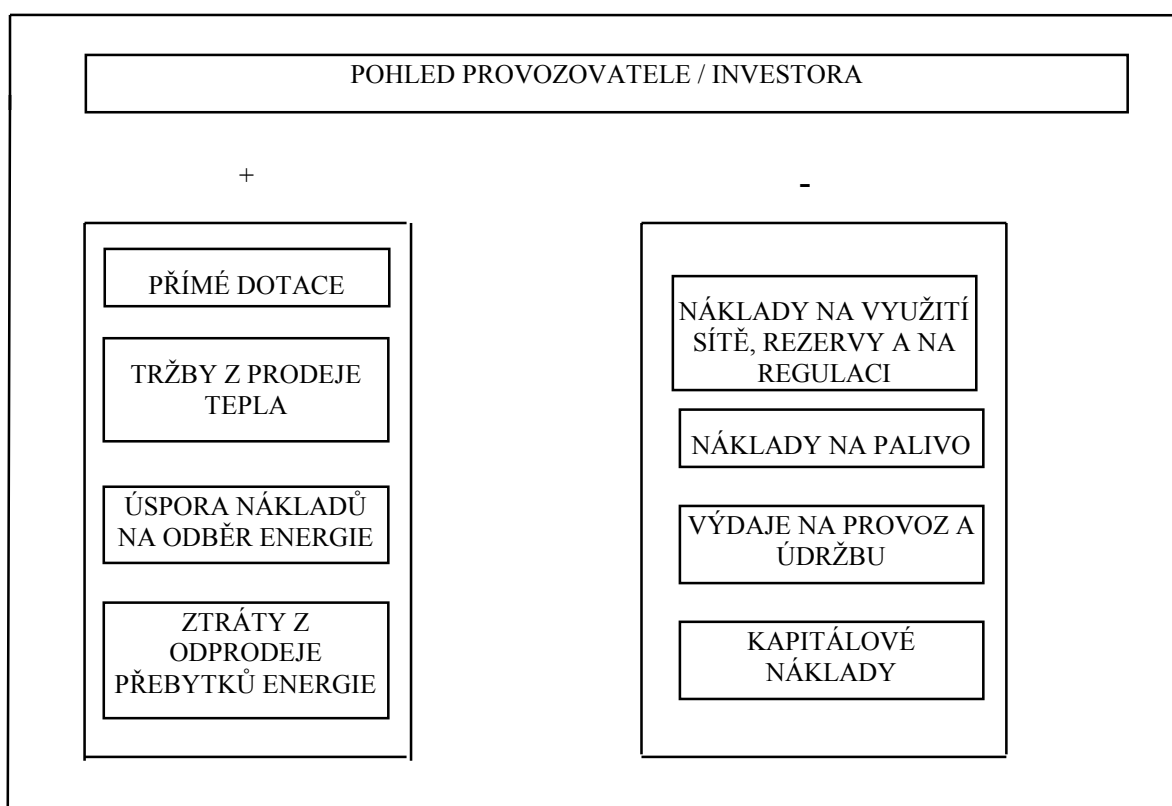 POHLED PROVOZOVATELE / INVESTORA
+
-
PŘÍMÉ DOTACE
TRŽBY Z PRODEJE
TEPLA
ÚSPORA NÁKLADŮ
NA ODBĚR ENERGIE
ZTRÁTY Z
ODPRODEJE
PŘEBYTKŮ ENERGIE
NÁKLADY NA VYUŽITÍ
SÍTĚ, REZERVY A NA
REGULACI
NÁKLADY NA PALIVO
VÝDAJE NA PROVOZ A
ÚDRŽBU
KAPITÁLOVÉ
NÁKLADY